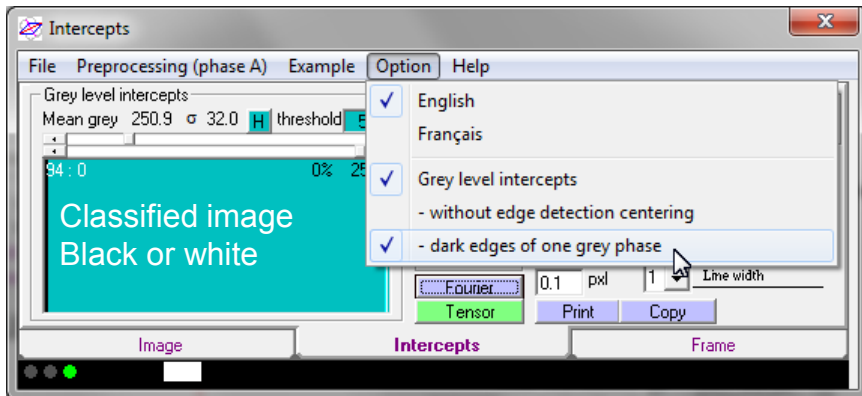 Intercepts
File Preprocessing (phase A) Example Option Help
Grey level intercepts
Mean grey 250.9 σ 32.0 H threshold
94 : 0 0%
Classified image
Black or white
English
Français
Grey level intercepts
- without edge detection centering
- dark edges of one grey phase
Fourier 0.1 pxl 1 Line width
Tensor Print Copy
Image Intercepts Frame